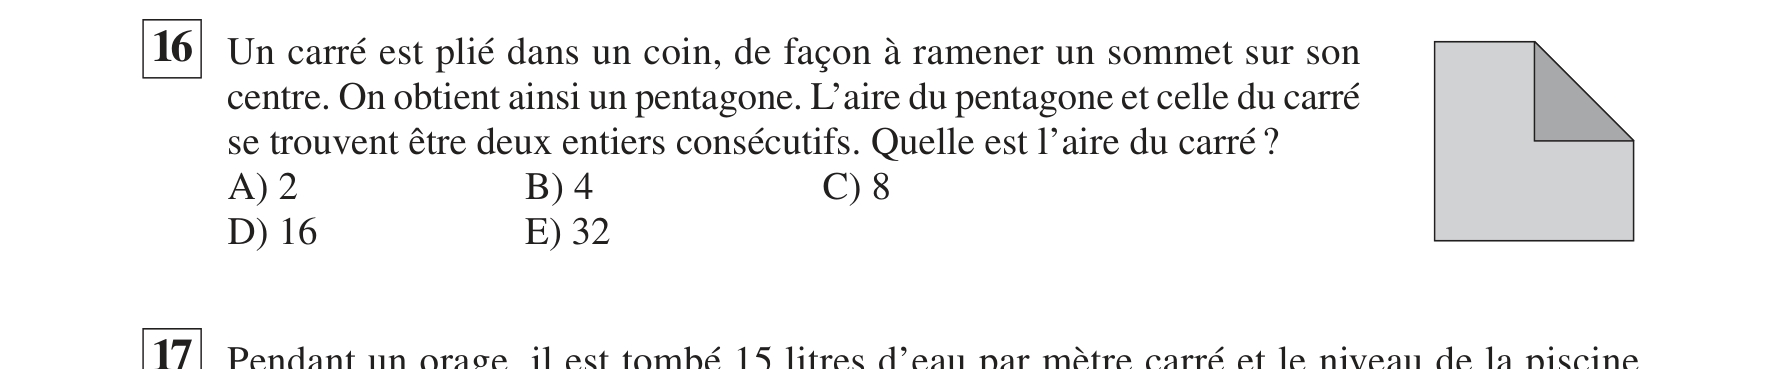 16 Un carré est plié dans un coin, de façon à ramener un sommet sur son
centre. On obtient ainsi un pentagone. L’aire du pentagone et celle du carré
se trouvent être deux entiers consécutifs. Quelle est l’aire du carré ?
A) 2 B) 4 C) 8
D) 16 E) 32
17 Pendant un orage, il est tombé 15 litres d’eau par mètre carré et le niveau de la piscine